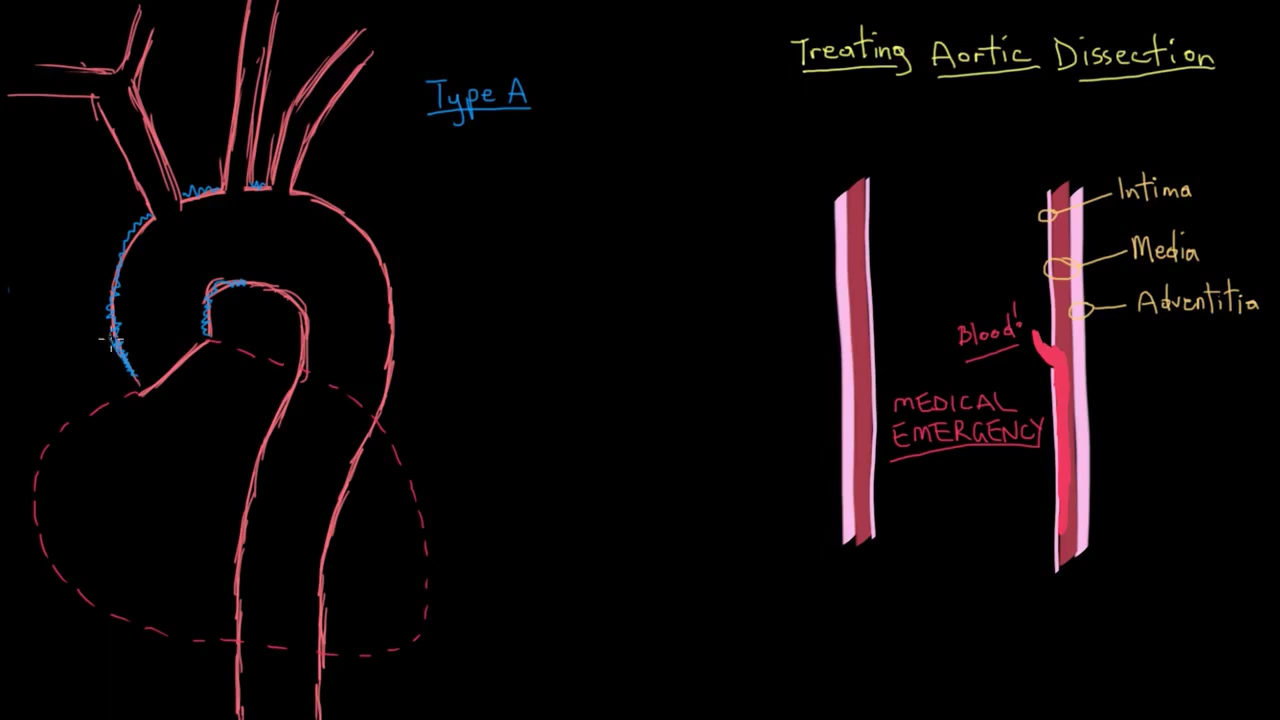 Treating Aortic Dissection
Type A
Intima
Media
Adventitia
Blood!
MEDICAL
EMERGENCY